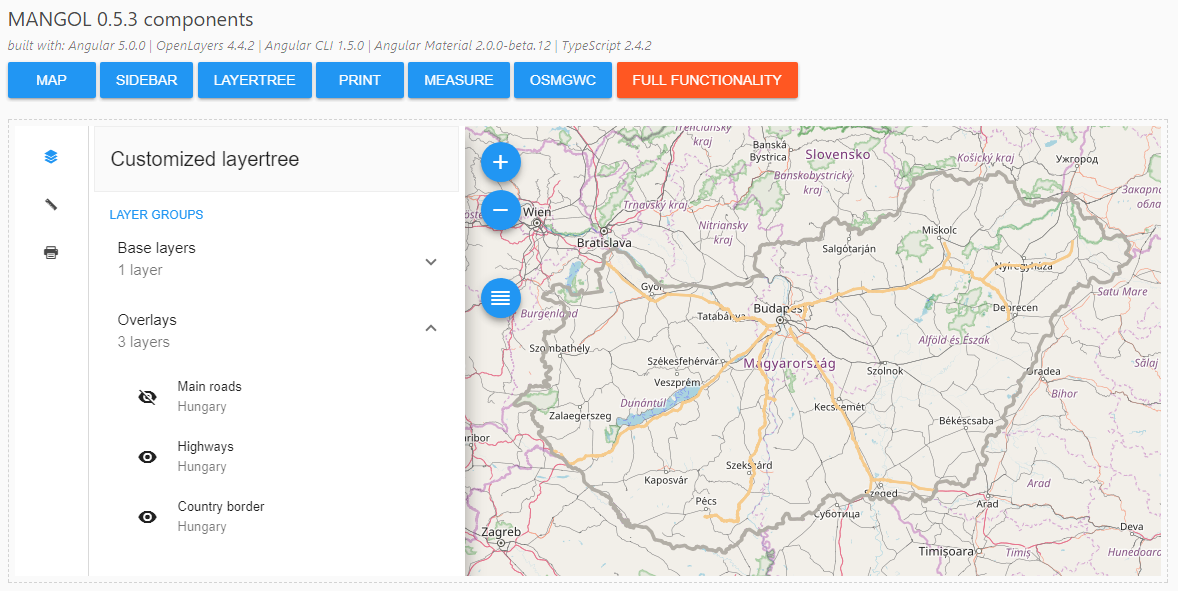 MANGOL 0.5.3 components
built with: Angular 5.0.0 | OpenLayers 4.4.2 | Angular CLI 1.5.0 | Angular Material 2.0.0-beta.12 | TypeScript 2.4.2
MAP SIDEBAR LAYERTREE PRINT MEASURE OSMGWC FULL FUNCTIONALITY
Customized layertree
LAYER GROUPS
Base layers
1 layer
Overlays
3 layers
Main roads
Hungary
Highways
Hungary
Country border
Hungary
Trenčiansky
kraj
Banská
Bystrica
Slovensko
Košický kraj
Ужгород
Banskobystrický
kraj
Закарпа
обла
Trnavský kraj
Wien
Nitriansky
kraj
Bratislava
Miskolc
Salgótarján
Nyíregyháza
Győr
Satu Mare
Burgenland
Tatabánya
Budapest
Debrecen
Alföld és Észak
Szombathely
Székesfehérvár
Magyarország
Szolnok
Oradea
Sălaj
Veszprém
Bihor
Dunántúl
Zalaegerszeg
Kecskemét
Békéscsaba
ribor
Szekszárd
Kaposvár
Arad
Pécs
Szeged
Arad
Суботица
Deva
Zagreb
Timișoara
Timiș
Hunedoara